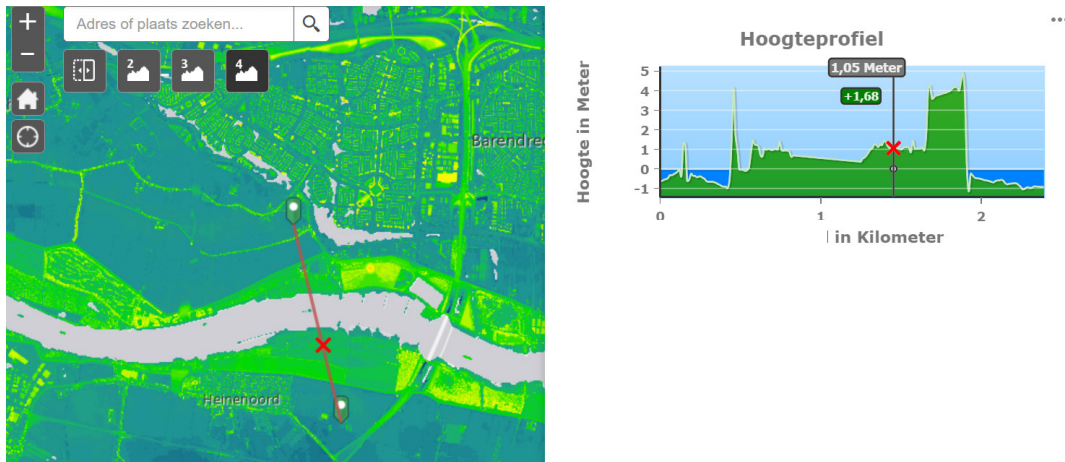 +
Adres of plaats zoeken...
−
2
3
4
Barendre
Heinenoord
Hoogteprofiel
1,05 Meter
+1,68
Hoogte in Meter
5
4
3
2
1
0
-1
0
1
2
in Kilometer